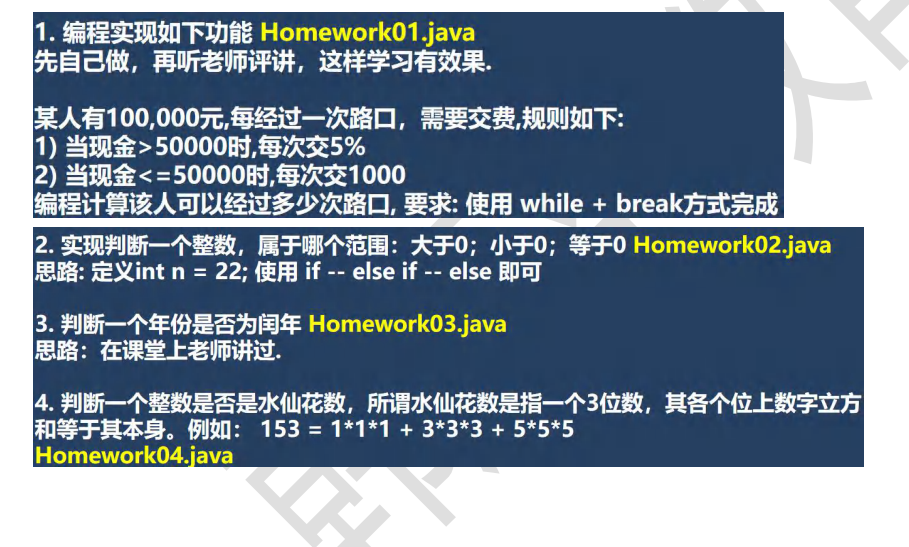 1. 编程实现如下功能 Homework01.java
先自己做，再听老师评讲，这样学习有效果.
某人有100,000元,每经过一次路口，需要交费,规则如下:
1) 当现金>50000时,每次交5%
2) 当现金<=50000时,每次交1000
编程计算该人可以经过多少次路口, 要求: 使用 while + break方式完成
2. 实现判断一个整数，属于哪个范围：大于0；小于0；等于0 Homework02.java
思路: 定义int n = 22; 使用 if -- else if -- else 即可
3. 判断一个年份是否为闰年 Homework03.java
思路：在课堂上老师讲过.
4. 判断一个整数是否是水仙花数，所谓水仙花数是指一个3位数，其各个位上数字立方
和等于其本身。例如： 153 = 1*1*1 + 3*3*3 + 5*5*5
Homework04.java